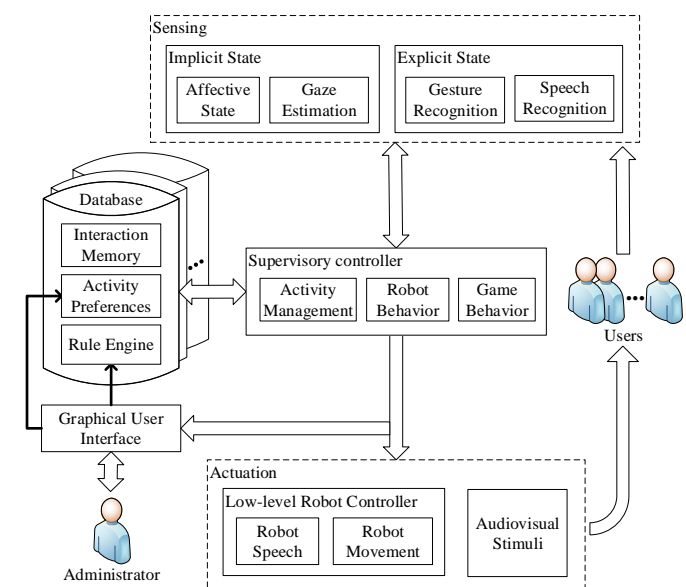 Sensing
Implicit State
Affective
State
Gaze
Estimation
Explicit State
Gesture
Recognition
Speech
Recognition
Database
Interaction
Memory
Activity
Preferences
Rule Engine
Supervisory controller
Activity
Management
Robot
Behavior
Game
Behavior
Users
Graphical User
Interface
Administrator
Actuation
Low-level Robot Controller
Robot
Speech
Robot
Movement
Audiovisual
Stimuli